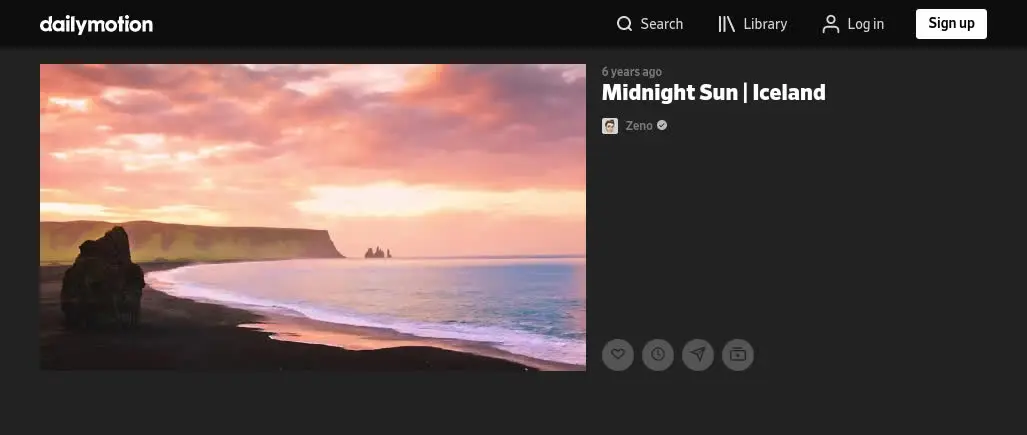 dailymotion
Search
Library
Log in
Sign up
6 years ago
Midnight Sun | Iceland
Zeno